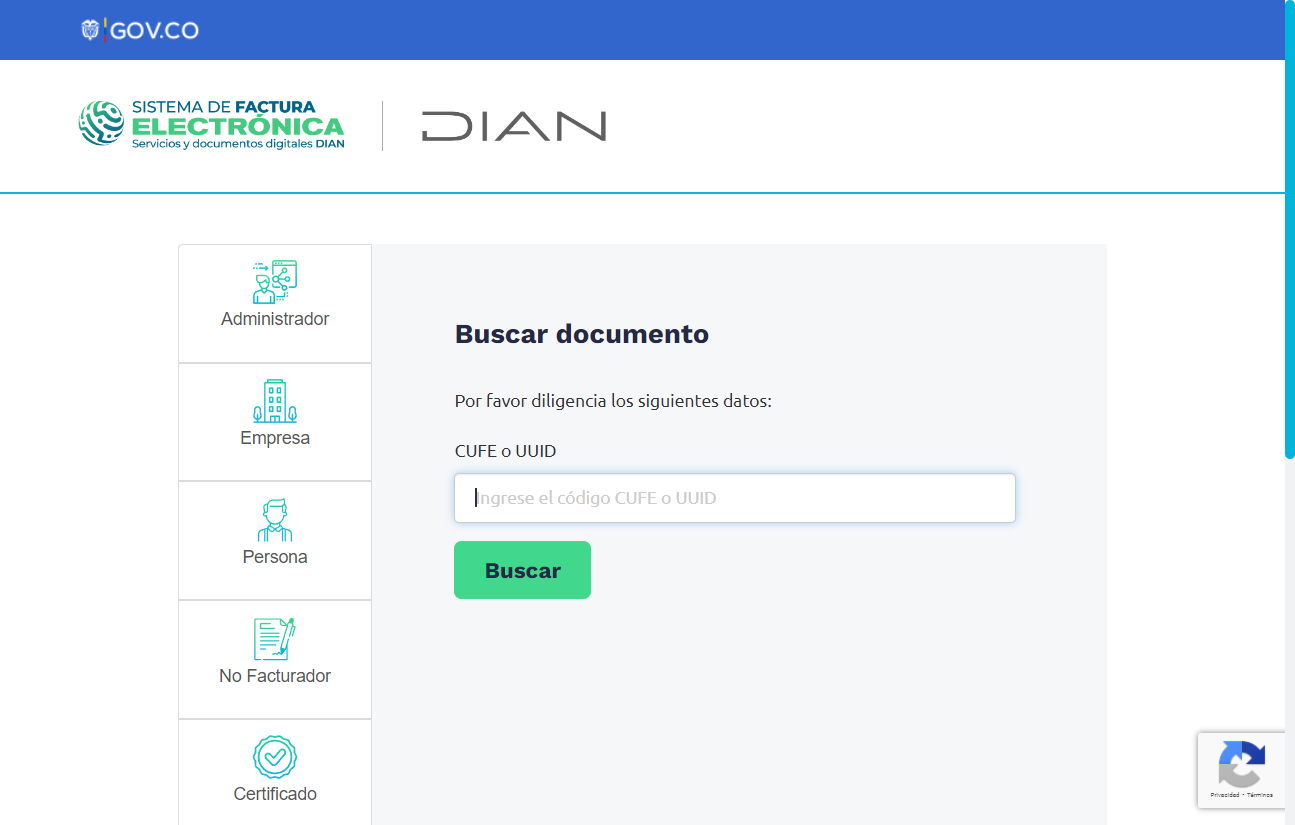 GOV.CO
SISTEMA DE FACTURA
ELECTRÓNICA
Servicios y documentos digitales DIAN
DIAN
Administrador
Empresa
Persona
No Facturador
Certificado
Buscar documento
Por favor diligencia los siguientes datos:
CUFE o UUID
Ingrese el código CUFE o UUID
Buscar
Privacidad • Términos